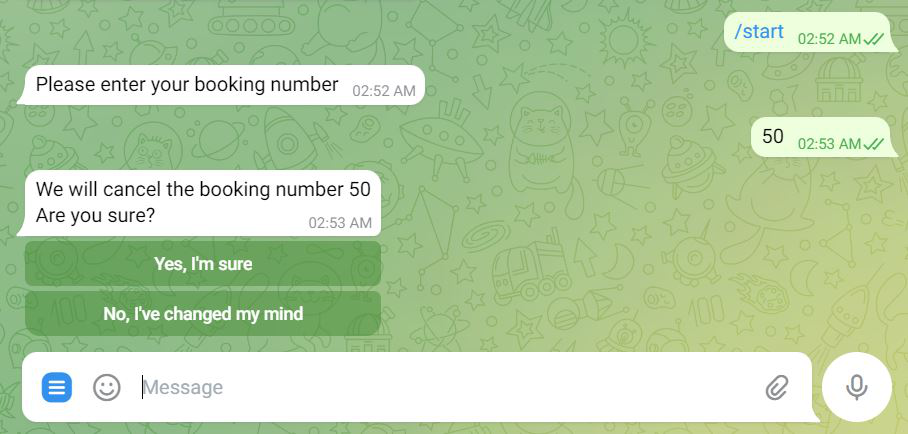 /start 02:52 AM
Please enter your booking number 02:52 AM
50 02:53 AM
We will cancel the booking number 50
Are you sure? 02:53 AM
Yes, I'm sure
No, I've changed my mind
Message